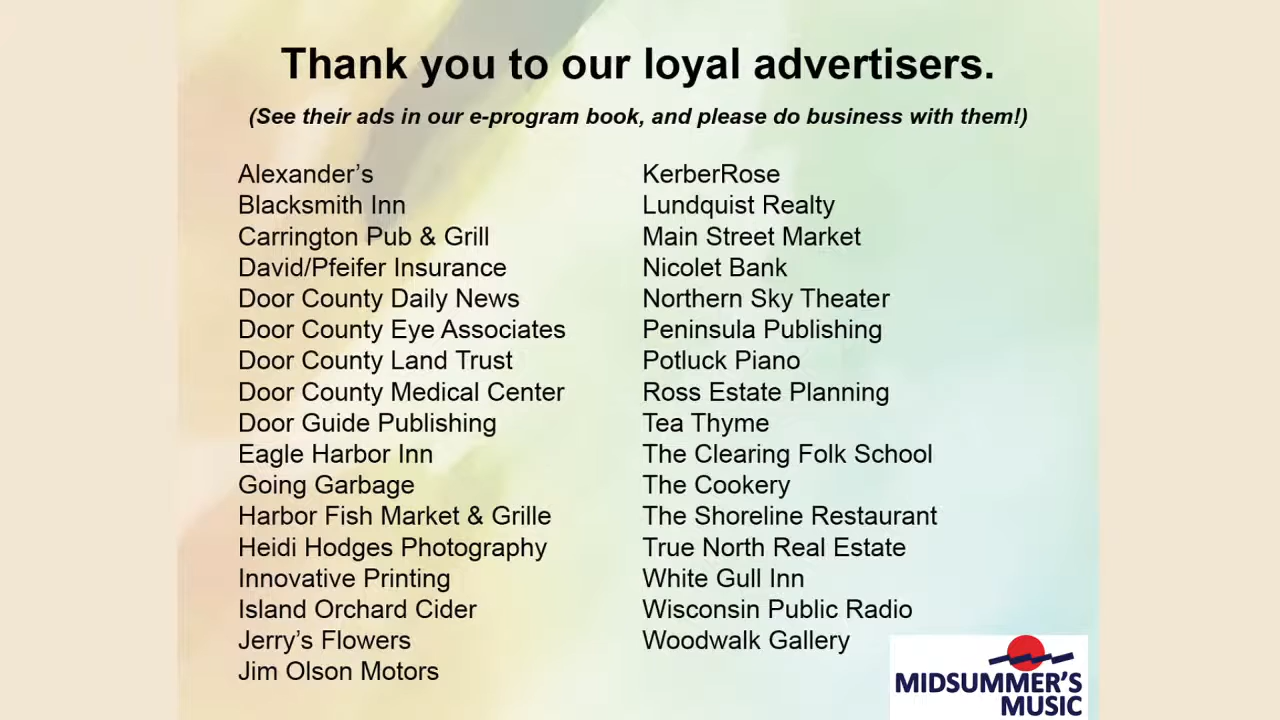 Thank you to our loyal advertisers.
(See their ads in our e-program book, and please do business with them!)
Alexander’s
Blacksmith Inn
Carrington Pub & Grill
David/Pfeifer Insurance
Door County Daily News
Door County Eye Associates
Door County Land Trust
Door County Medical Center
Door Guide Publishing
Eagle Harbor Inn
Going Garbage
Harbor Fish Market & Grille
Heidi Hodges Photography
Innovative Printing
Island Orchard Cider
Jerry’s Flowers
Jim Olson Motors
KerberRose
Lundquist Realty
Main Street Market
Nicolet Bank
Northern Sky Theater
Peninsula Publishing
Potluck Piano
Ross Estate Planning
Tea Thyme
The Clearing Folk School
The Cookery
The Shoreline Restaurant
True North Real Estate
White Gull Inn
Wisconsin Public Radio
Woodwalk Gallery
MIDSUMMER’S
MUSIC